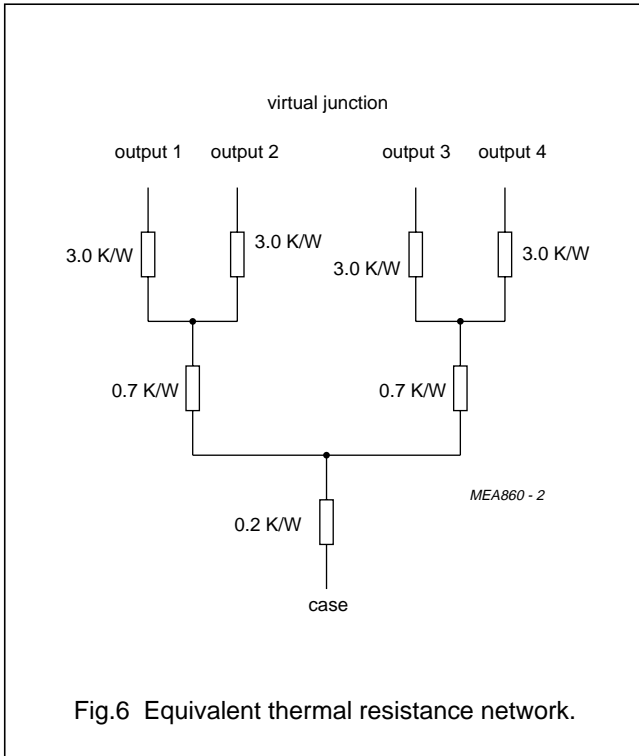 virtual junction
output 1 output 2 output 3 output 4
3.0 K/W 3.0 K/W 3.0 K/W 3.0 K/W
0.7 K/W 0.7 K/W
MEA860 - 2
0.2 K/W
case
Fig.6 Equivalent thermal resistance network.